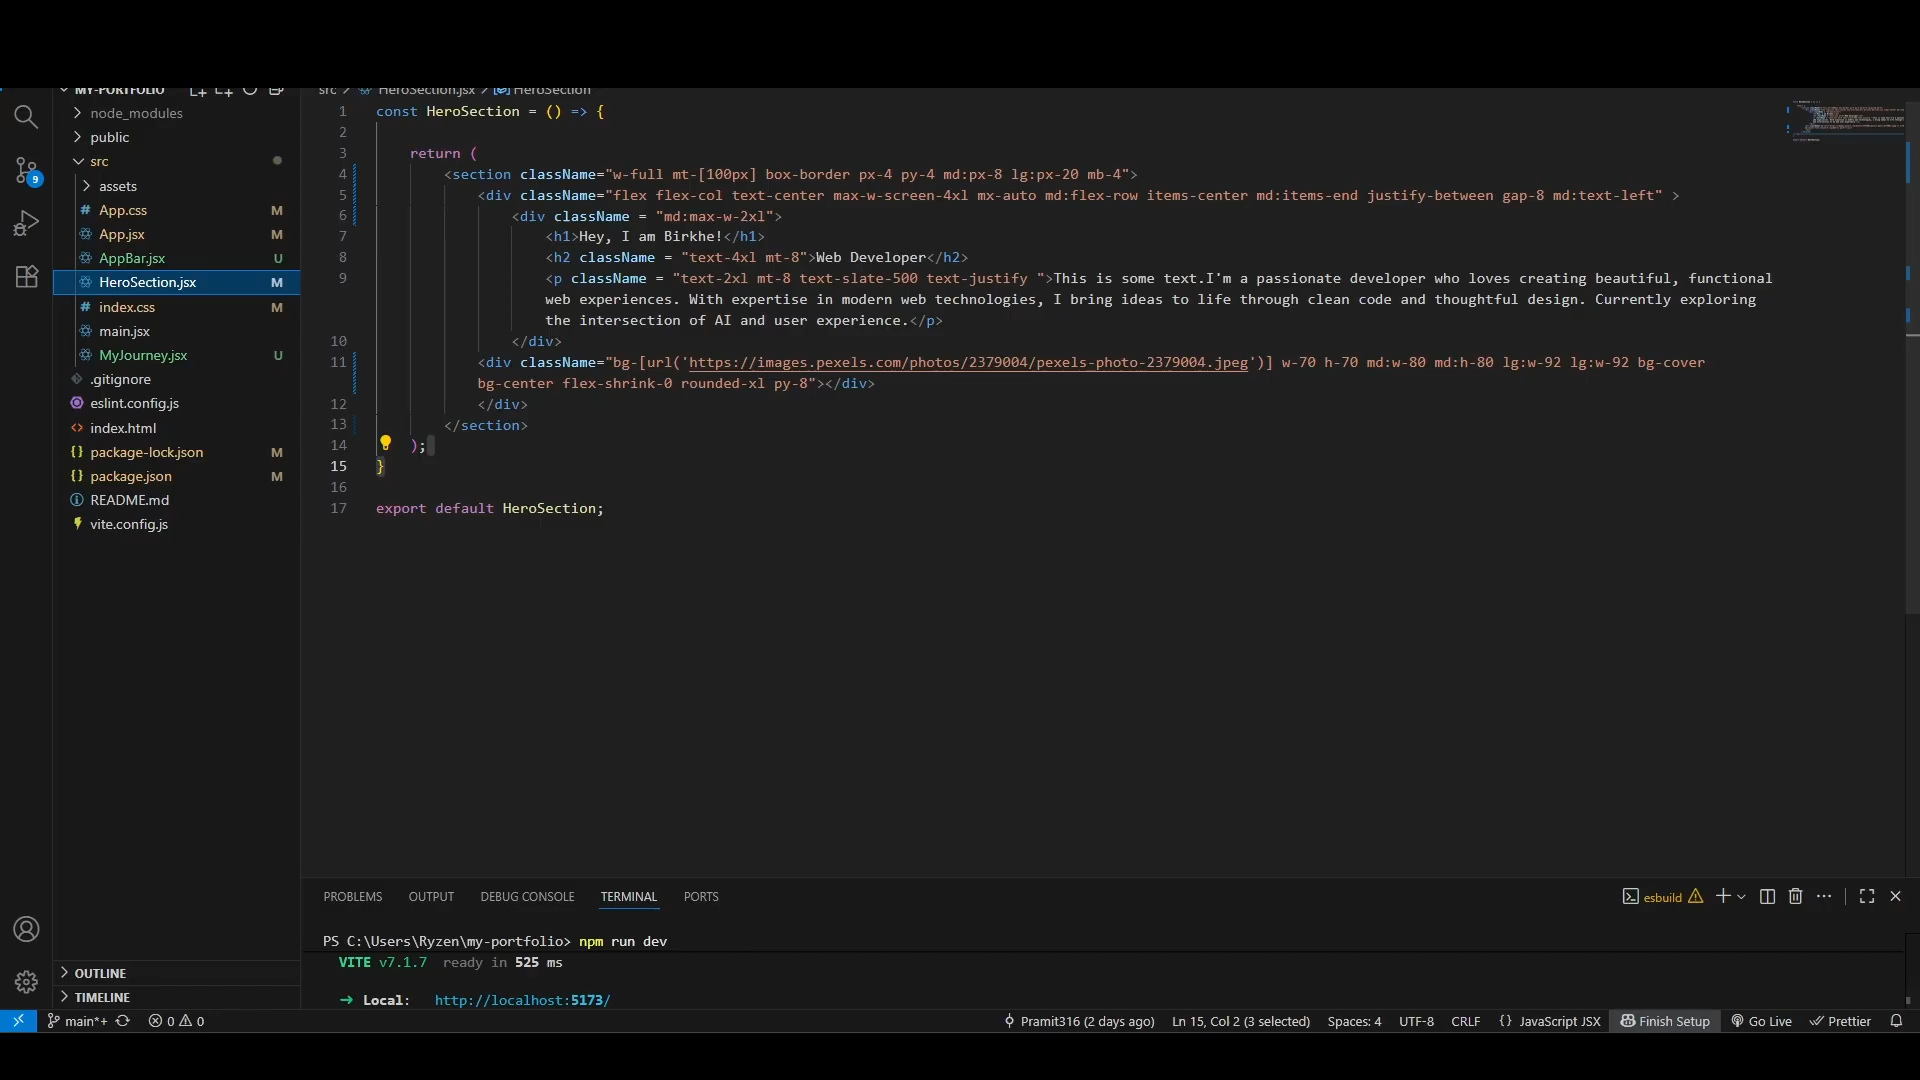 MY-PORTFOLIO
node_modules
public
src
assets
# App.css M
App.jsx M
AppBar.jsx U
HeroSection.jsx M
# index.css M
main.jsx
MyJourney.jsx U
.gitignore
eslint.config.js
<> index.html
{} package-lock.json M
{} package.json M
README.md
vite.config.js
OUTLINE
TIMELINE
9
src > HeroSection.jsx > HeroSection
1 const HeroSection = () => {
2
3 return (
4 <section className="w-full mt-[100px] box-border px-4 py-4 md:px-8 lg:px-20 mb-4">
5 <div className="flex flex-col text-center max-w-screen-4xl mx-auto md:flex-row items-center md:items-end justify-between gap-8 md:text-left" >
6 <div className = "md:max-w-2xl">
7 <h1>Hey, I am Birkhe!</h1>
8 <h2 className = "text-4xl mt-8">Web Developer</h2>
9 <p className = "text-2xl mt-8 text-slate-500 text-justify ">This is some text.I'm a passionate developer who loves creating beautiful, functional
web experiences. With expertise in modern web technologies, I bring ideas to life through clean code and thoughtful design. Currently exploring
the intersection of AI and user experience.</p>
10 </div>
11 <div className="bg-[url('https://images.pexels.com/photos/2379004/pexels-photo-2379004.jpeg')] w-70 h-70 md:w-80 md:h-80 lg:w-92 lg:w-92 bg-cover
bg-center flex-shrink-0 rounded-xl py-8"></div>
12 </div>
13 </section>
14 );
15 }
16
17 export default HeroSection;
PROBLEMS OUTPUT DEBUG CONSOLE TERMINAL PORTS
esbuild
PS C:\Users\Ryzen\my-portfolio> npm run dev
VITE v7.1.7 ready in 525 ms
➜ Local: http://localhost:5173/
main*+ 0 0
Pramit316 (2 days ago) Ln 15, Col 2 (3 selected) Spaces: 4 UTF-8 CRLF {} JavaScript JSX Finish Setup Go Live Prettier